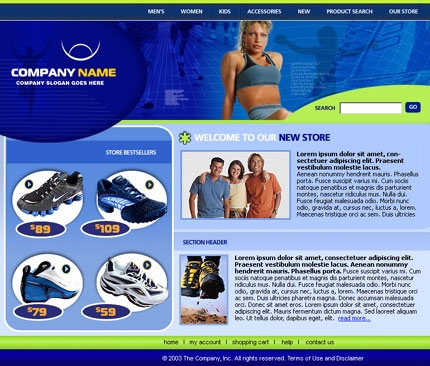 MEN'S WOMEN KIDS ACCESSORIES NEW PRODUCT SEARCH OUR STORE
COMPANY NAME
COMPANY SLOGAN GOES HERE
SEARCH GO
STORE BESTSELLERS
$89 $109
$79 $59
WELCOME TO OUR NEW STORE
Lorem ipsum dolor sit amet, con-
sectetuer adipiscing elit. Praesent
vestibulum molestie lacus.
Aenean nonummy hendrerit mauris. Phasellus
porta. Fusce suscipit varius mi. Cum sociis
natoque penatibus et magnis dis parturient
montes, nascetur ridiculus mus. Nulla dui.
Fusce feugiat malesuada odio. Morbi nunc
odio, gravida at, cursus nec, luctus a, lorem.
Maecenas tristique orci ac sem. Duis ultricies
SECTION HEADER
Lorem ipsum dolor sit amet, consectetuer adipiscing elit.
Praesent vestibulum molestie lacus. Aenean nonummy
hendrerit mauris. Phasellus porta. Fusce suscipit varius mi.
Cum sociis natoque penatibus et magnis dis parturient montes,
nascetur ridiculus mus. Nulla dui. Fusce feugiat malesuada
odio. Morbi nunc odio, gravida at, cursus nec, luctus a, lorem.
Maecenas tristique orci ac sem. Duis ultricies pharetra magna. Donec accumsan malesuada
orci. Donec sit amet eros. Lorem ipsum dolor sit amet, consectetuer
adipiscing elit. Mauris fermentum dictum magna. Sed laoreet aliquam
leo. Ut tellus dolor, dapibus eget, elit. read more...
home | my account | shopping cart | help | contact us
© 2003 The Company, Inc. All rights reserved. Terms of Use and Disclaimer